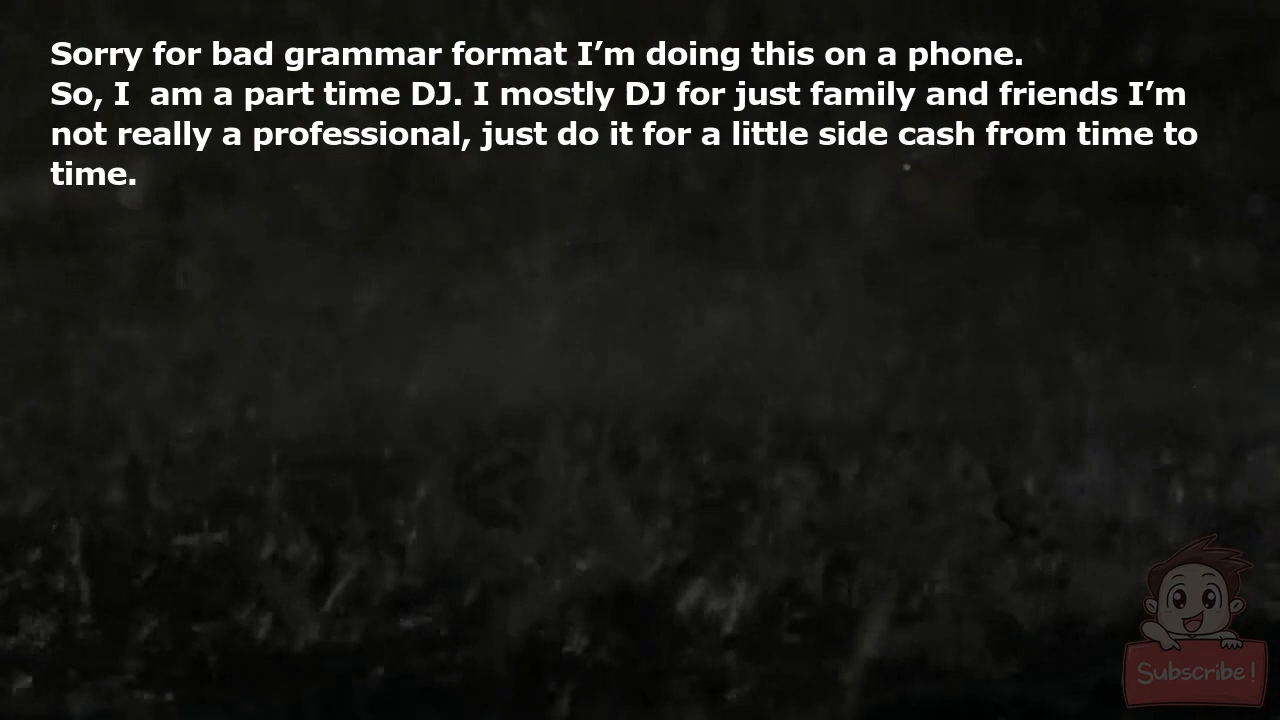 Sorry for bad grammar format I’m doing this on a phone.
So, I  am a part time DJ. I mostly DJ for just family and friends I’m
not really a professional, just do it for a little side cash from time to
time.
Subscribe!